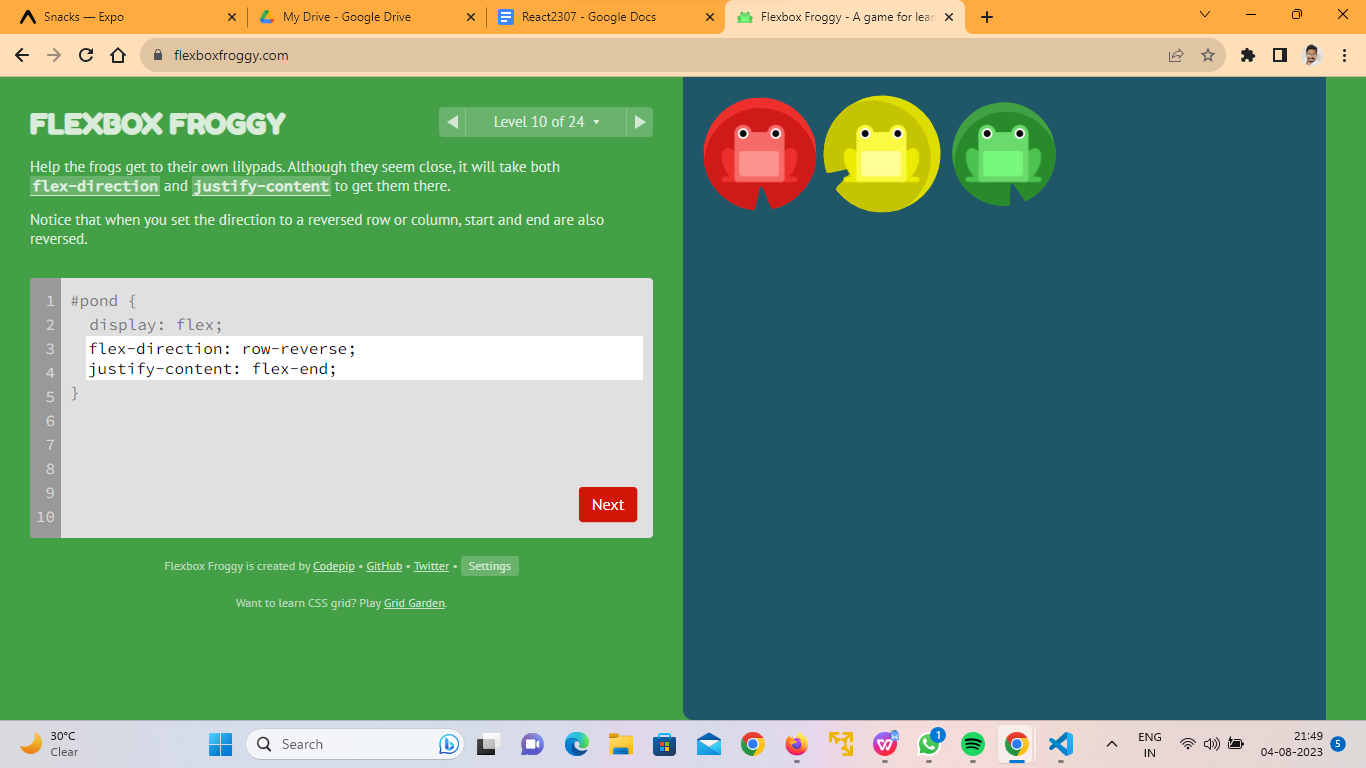 Snacks — Expo
My Drive - Google Drive
React2307 - Google Docs
Flexbox Froggy - A game for lear
flexboxfroggy.com
FLEXBOX FROGGY
Level 10 of 24
Help the frogs get to their own lilypads. Although they seem close, it will take both
flex-direction and justify-content to get them there.
Notice that when you set the direction to a reversed row or column, start and end are also
reversed.
1 #pond {
2 display: flex;
3 flex-direction: row-reverse;
4 justify-content: flex-end;
5 }
6
7
8
9
10
Next
Flexbox Froggy is created by Codepip • GitHub • Twitter • Settings
Want to learn CSS grid? Play Grid Garden.
30°C
Clear
Search
1
ENG
IN
21:49
04-08-2023
5